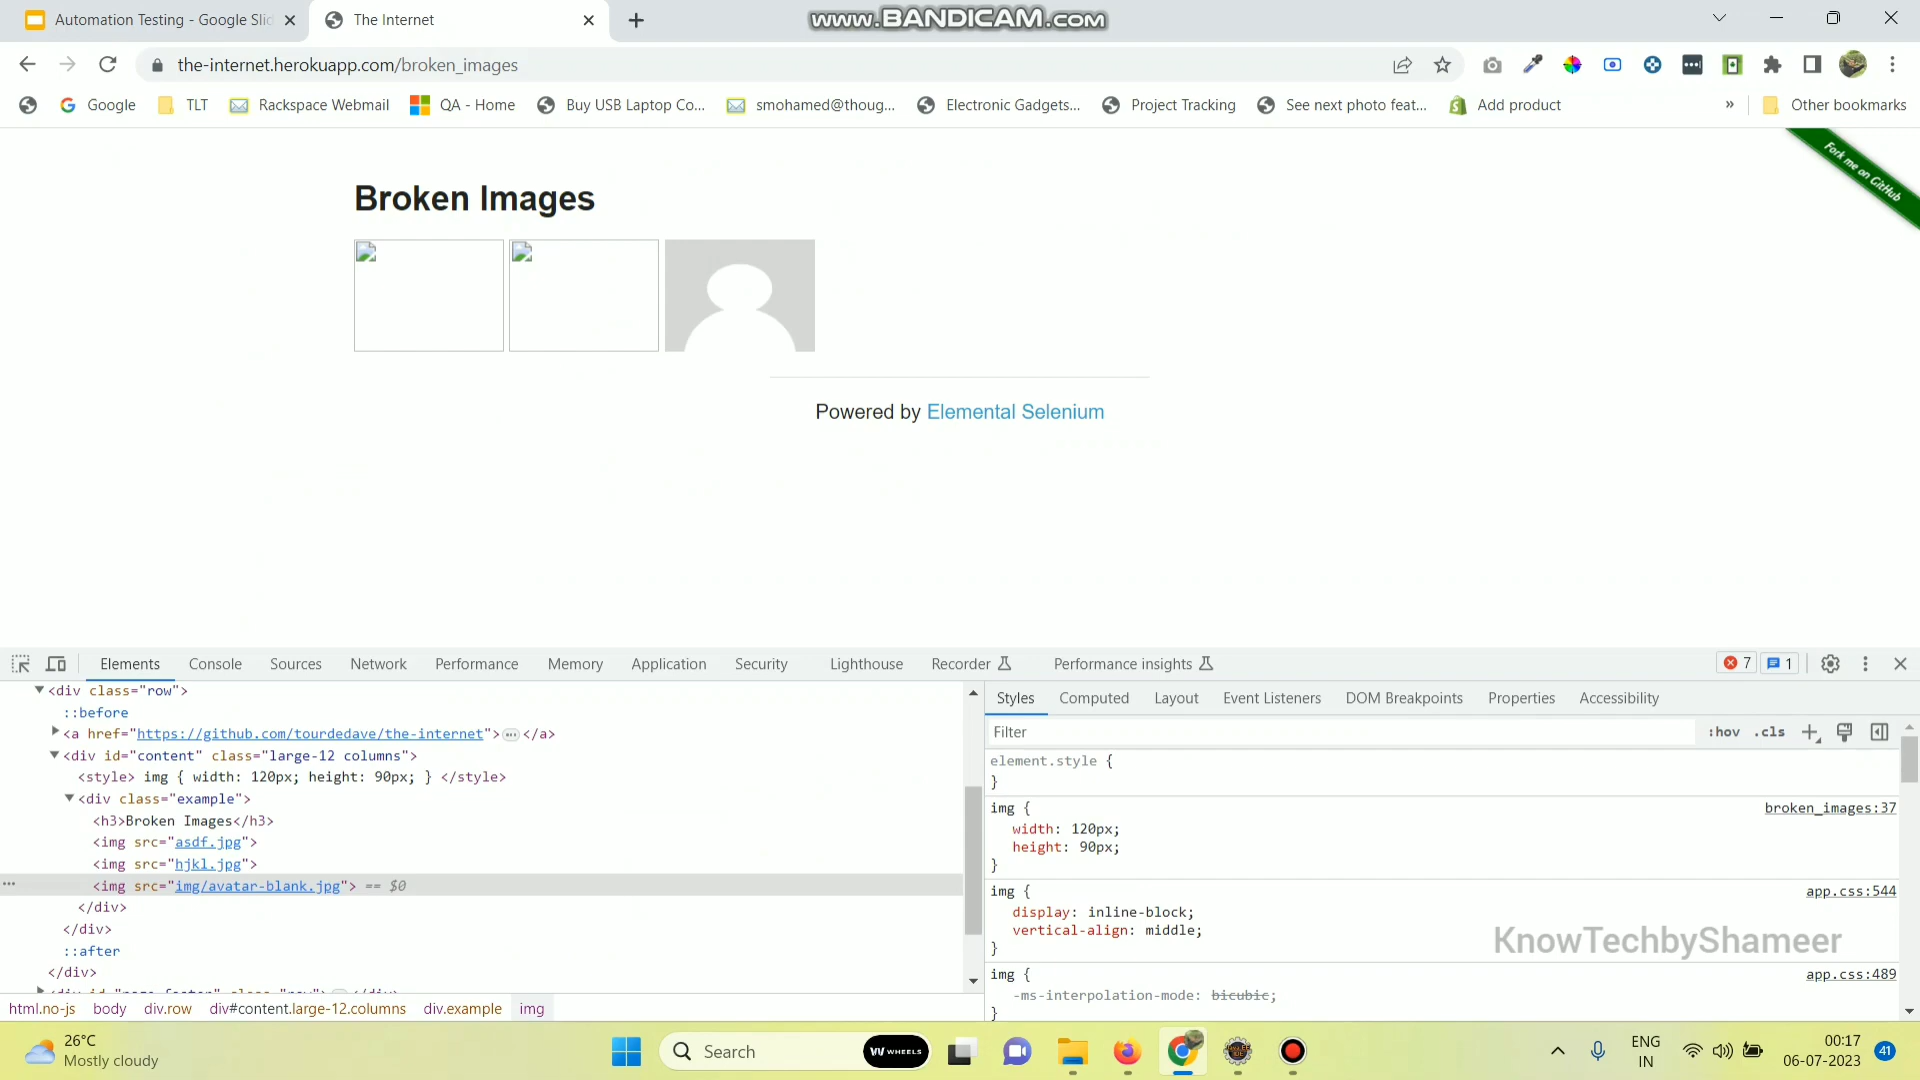 Automation Testing - Google Slid
The Internet
www.BANDICAM.com
the-internet.herokuapp.com/broken_images
Google
TLT
Rackspace Webmail
QA - Home
Buy USB Laptop Co...
smohamed@thoug...
Electronic Gadgets...
Project Tracking
See next photo feat...
Add product
»
Other bookmarks
Fork me on GitHub
Broken Images
Powered by Elemental Selenium
Elements
Console
Sources
Network
Performance
Memory
Application
Security
Lighthouse
Recorder
Performance insights
7
1
<div class="row">
::before
<a href="https://github.com/tourdedave/the-internet">…</a>
<div id="content" class="large-12 columns">
<style> img { width: 120px; height: 90px; } </style>
<div class="example">
<h3>Broken Images</h3>
<img src="asdf.jpg">
<img src="hjkl.jpg">
… <img src="img/avatar-blank.jpg"> == $0
</div>
</div>
::after
</div>
<div id="page-footer" class="row">…</div>
html.no-js body div.row div#content.large-12.columns div.example img
Styles
Computed
Layout
Event Listeners
DOM Breakpoints
Properties
Accessibility
Filter
:hov .cls
element.style {
}
img { broken_images:37
width: 120px;
height: 90px;
}
img { app.css:544
display: inline-block;
vertical-align: middle;
}
img { app.css:489
-ms-interpolation-mode: bicubic;
}
KnowTechbyShameer
26°C
Mostly cloudy
Search
WHEELS
ENG
IN
00:17
06-07-2023
41